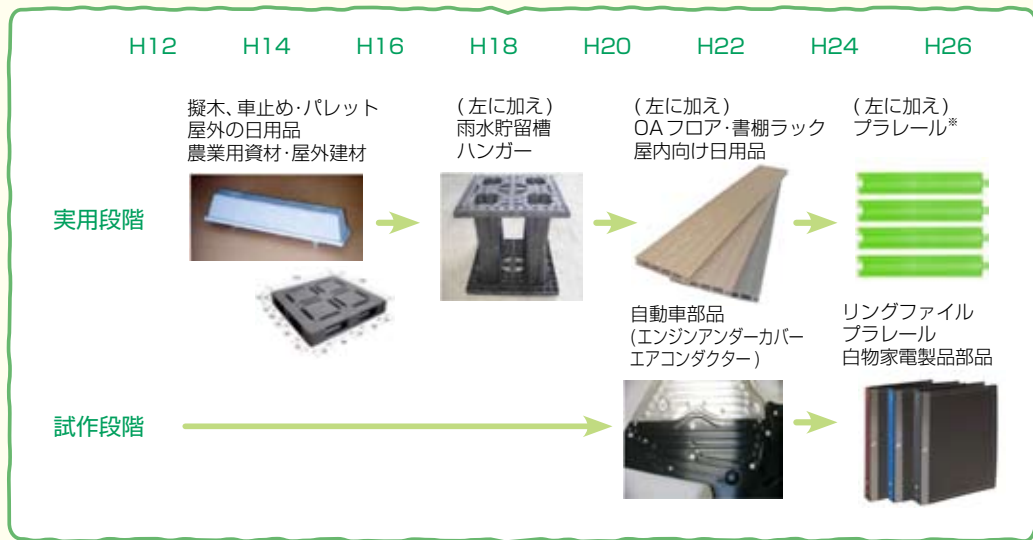 H12 H14 H16 H18 H20 H22 H24 H26
擬木、車止め・パレット
屋外の日用品
農業用資材・屋外建材
(左に加え)
雨水貯留槽
ハンガー
(左に加え)
OAフロア・書棚ラック
屋内向け日用品
(左に加え)
プラレール※
実用段階
自動車部品
(エンジンアンダーカバー
エアコンダクター)
リングファイル
プラレール
白物家電製品部品
試作段階